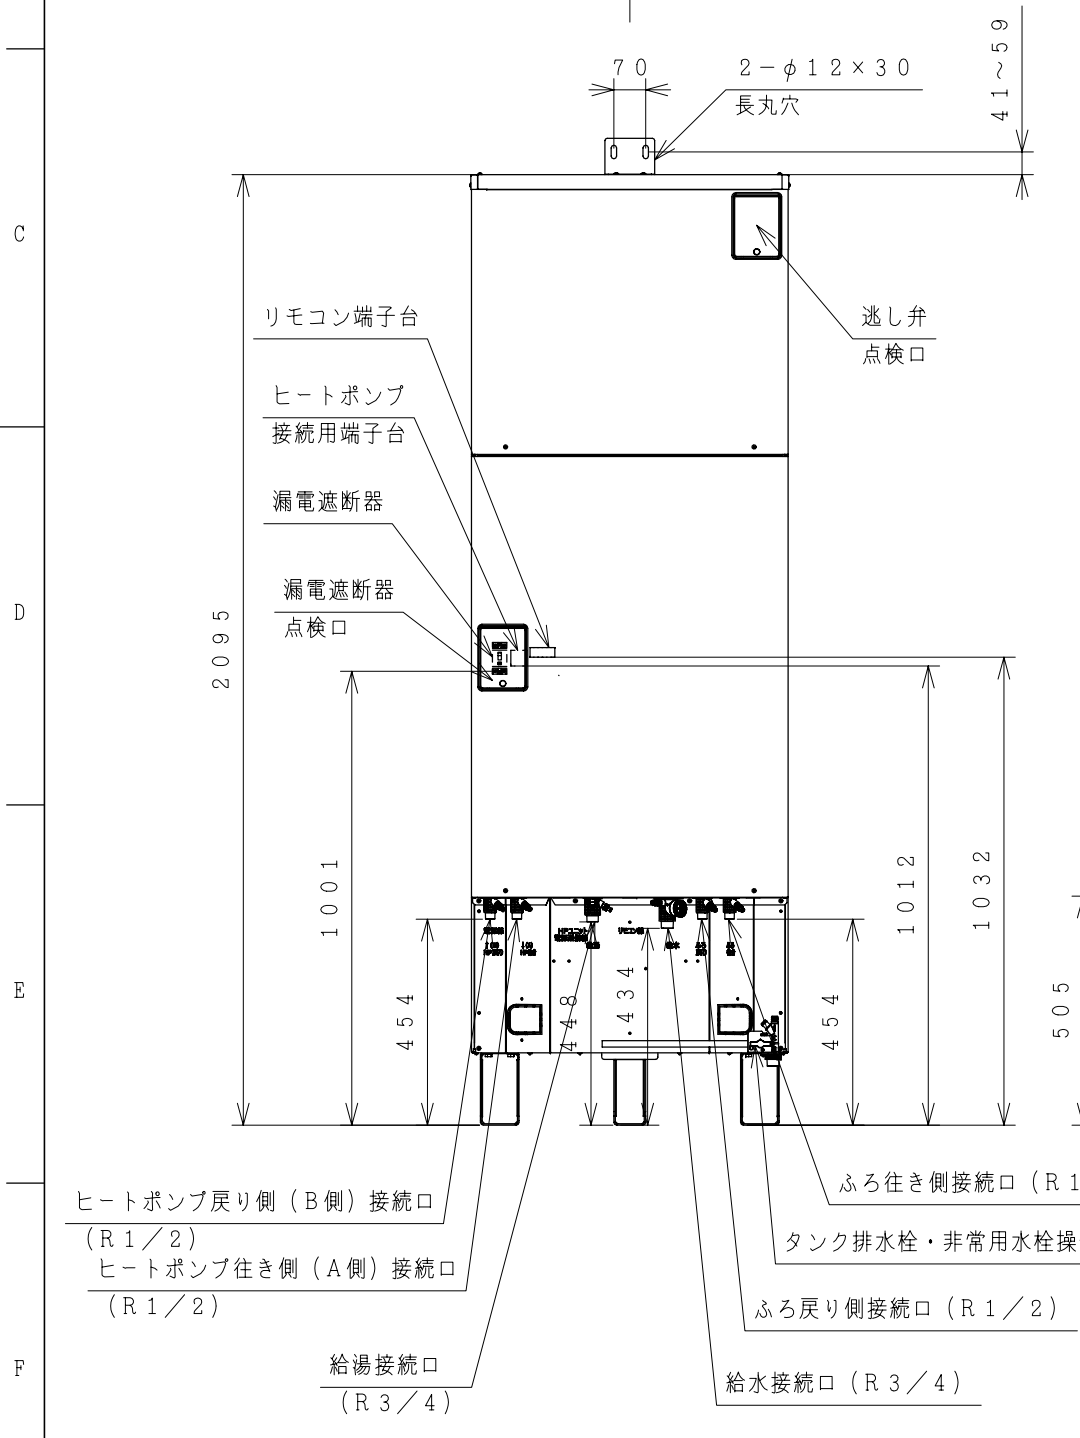 70
2-φ12×30
長丸穴
41~59
C
リモコン端子台
逃し弁
点検口
ヒートポンプ
接続用端子台
漏電遮断器
漏電遮断器
点検口
D
2095
1001
1012
1032
E
454
448
434
454
505
ふろ往き側接続口(R1
ヒートポンプ戻り側(B側)接続口
(R1/2)
タンク排水栓・非常用水栓操
ヒートポンプ往き側(A側)接続口
(R1/2)
ふろ戻り側接続口(R1/2)
給湯接続口
(R3/4)
給水接続口(R3/4)
F